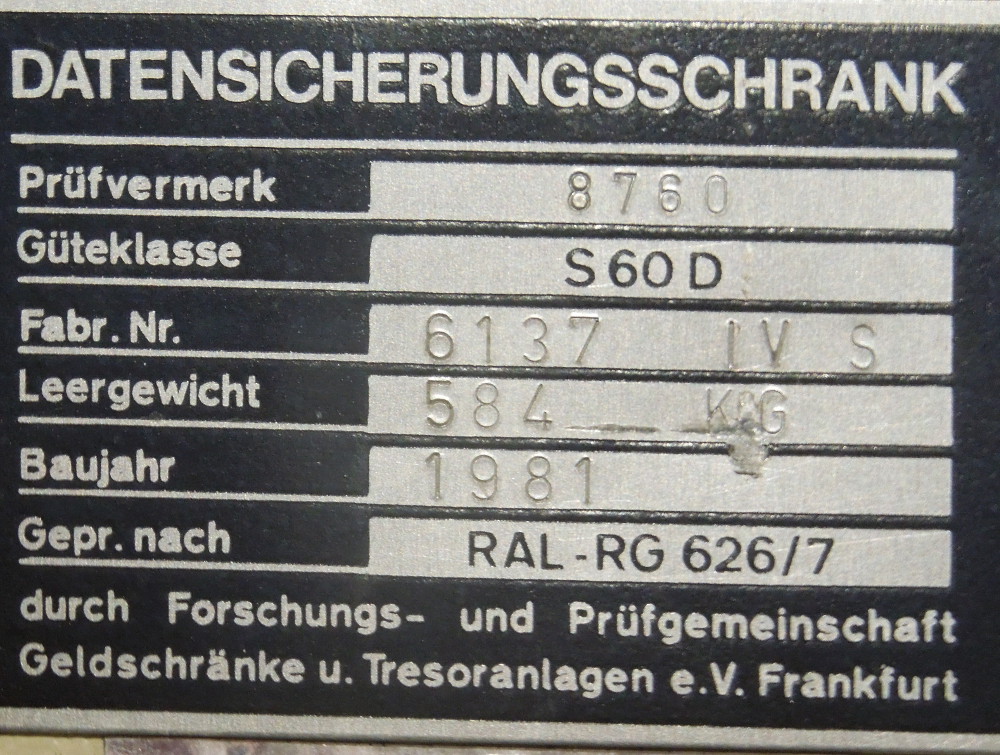 DATENSICHERUNGSSCHRANK
Prüfvermerk 8760
Güteklasse S 60 D
Fabr. Nr. 6137 IV S
Leergewicht 584 KG
Baujahr 1981
Gepr. nach RAL-RG 626/7
durch Forschungs- und Prüfgemeinschaft
Geldschränke u. Tresoranlagen e.V. Frankfurt